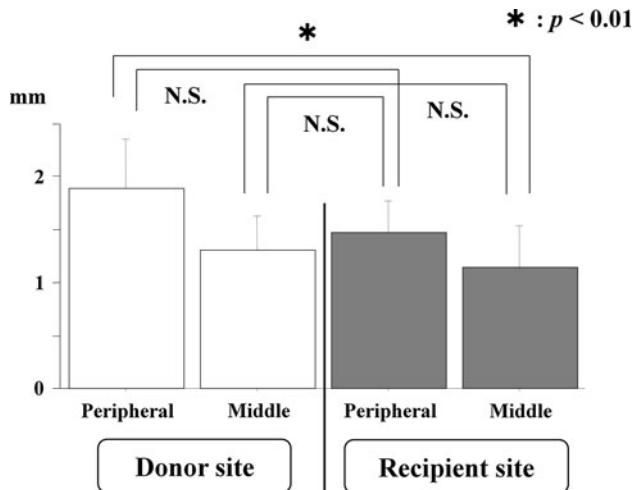 * : p < 0.01
*
mm
N.S.
N.S.
N.S.
2
1
0
Peripheral
Middle
Peripheral
Middle
Donor site
Recipient site